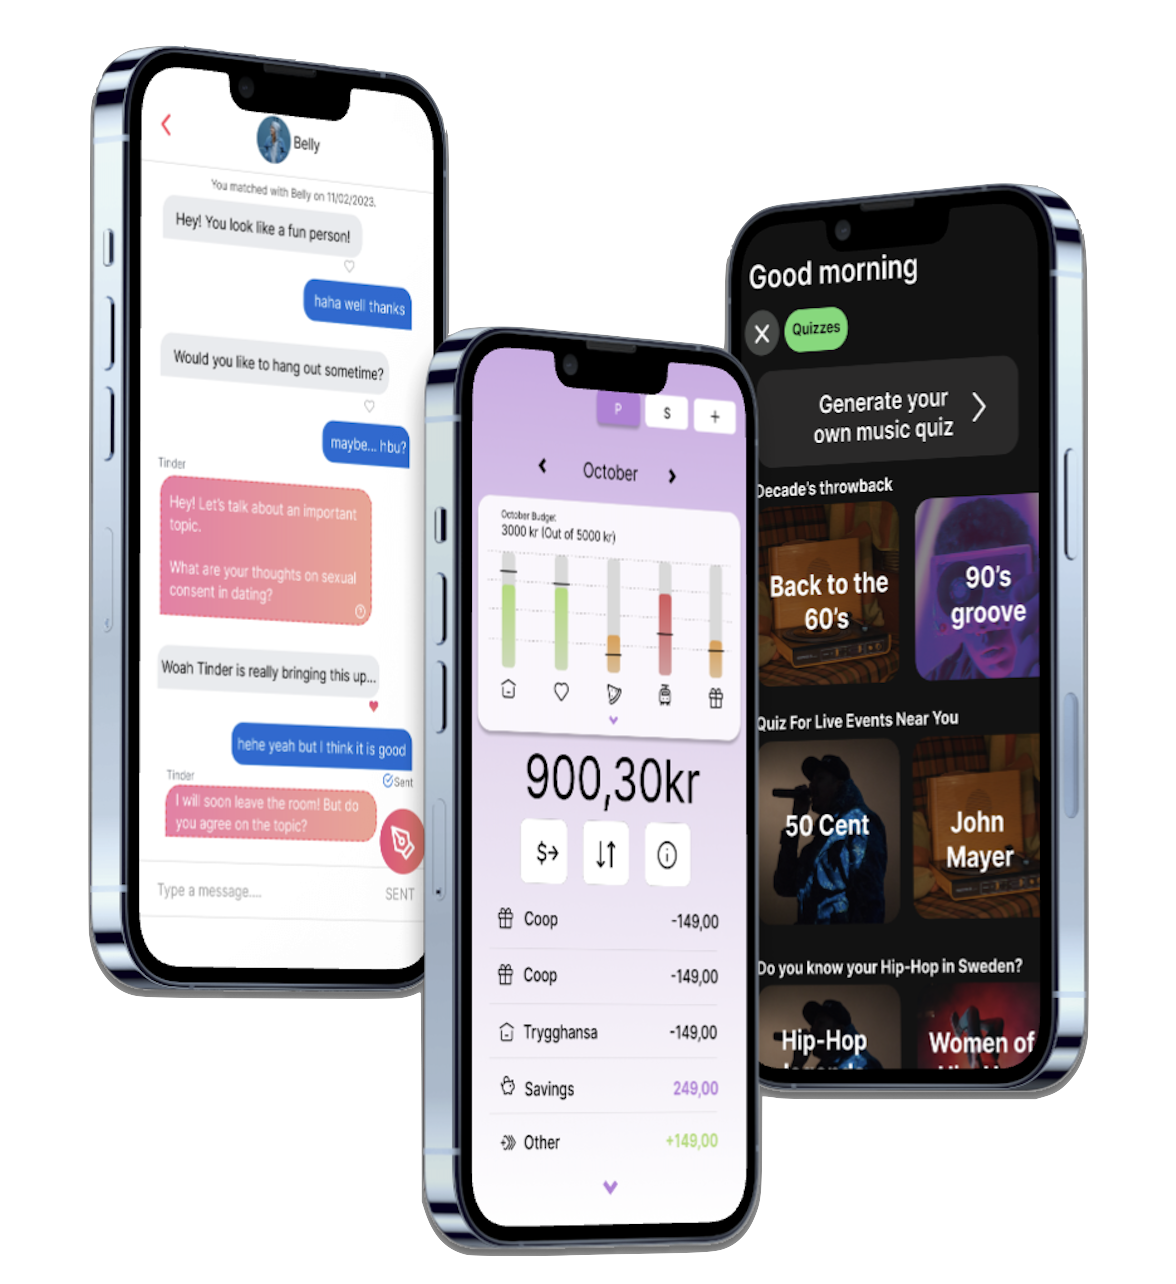 Belly
You matched with Belly on 11/02/2023.
Hey! You look like a fun person!
haha well thanks
Would you like to hang out sometime?
maybe... hbu?
Tinder
Hey! Let's talk about an important
topic.
What are your thoughts on sexual
consent in dating?
Woah Tinder is really bringing this up...
hehe yeah but I think it is good
Sent
Tinder
I will soon leave the room! But do
you agree on the topic?
Type a message....
SENT
P
S
+
October
October Budget
3000 kr (Out of 5000 kr)
900,30kr
$
Coop
-149,00
Coop
-149,00
Trygghansa
-149,00
Savings
249,00
Other
+149,00
Good morning
X
Quizzes
Generate your
own music quiz
Decade's throwback
Back to the
60's
90's
groove
Quiz For Live Events Near You
50 Cent
John
Mayer
Do you know your Hip-Hop in Sweden?
Hip-Hop
Women of